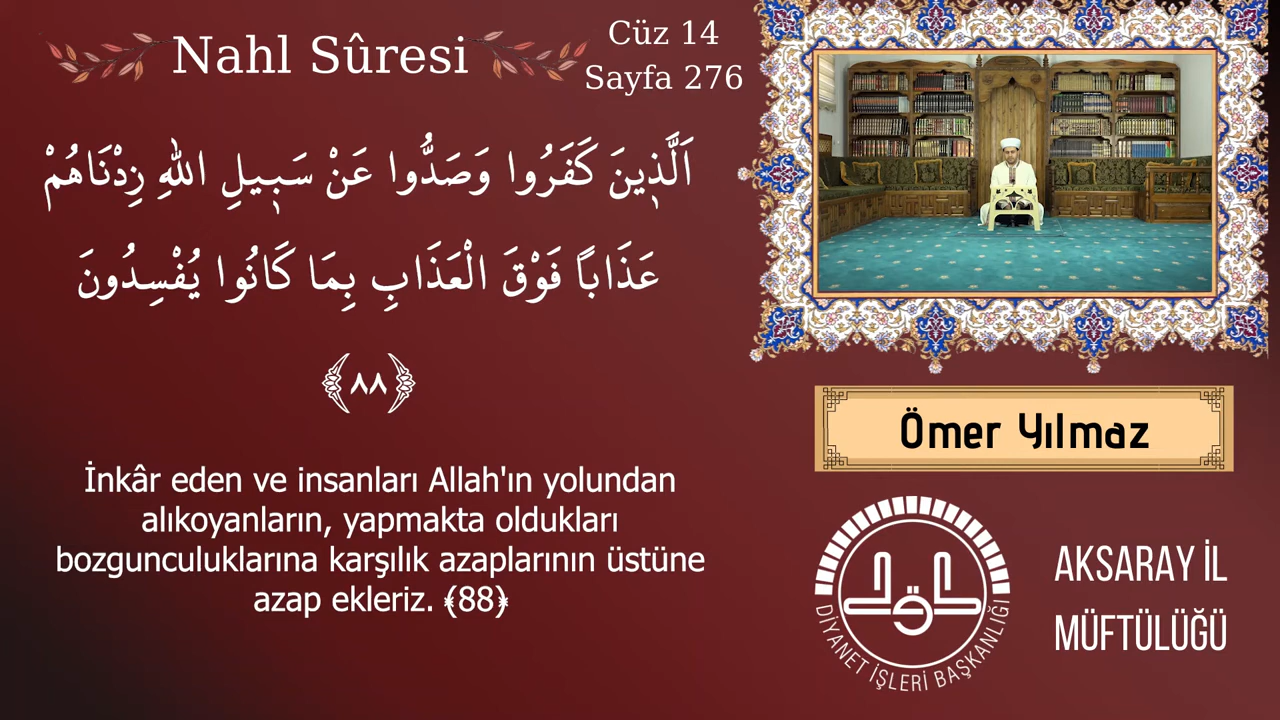 Nahl Sûresi
Cüz 14
Sayfa 276
اَلَّذ۪ينَ كَفَرُوا وَصَدُّوا عَنْ سَب۪يلِ اللّٰهِ زِدْنَاهُمْ
عَذَاباً فَوْقَ الْعَذَابِ بِمَا كَانُوا يُفْسِدُونَ
﴿٨٨﴾
İnkâr eden ve insanları Allah'ın yolundan
alıkoyanların, yapmakta oldukları
bozgunculuklarına karşılık azaplarının üstüne
azap ekleriz. ﴾88﴿
Ömer Yılmaz
DİYANET İŞLERİ BAŞKANLIĞI
AKSARAY İL
MÜFTÜLÜĞÜ